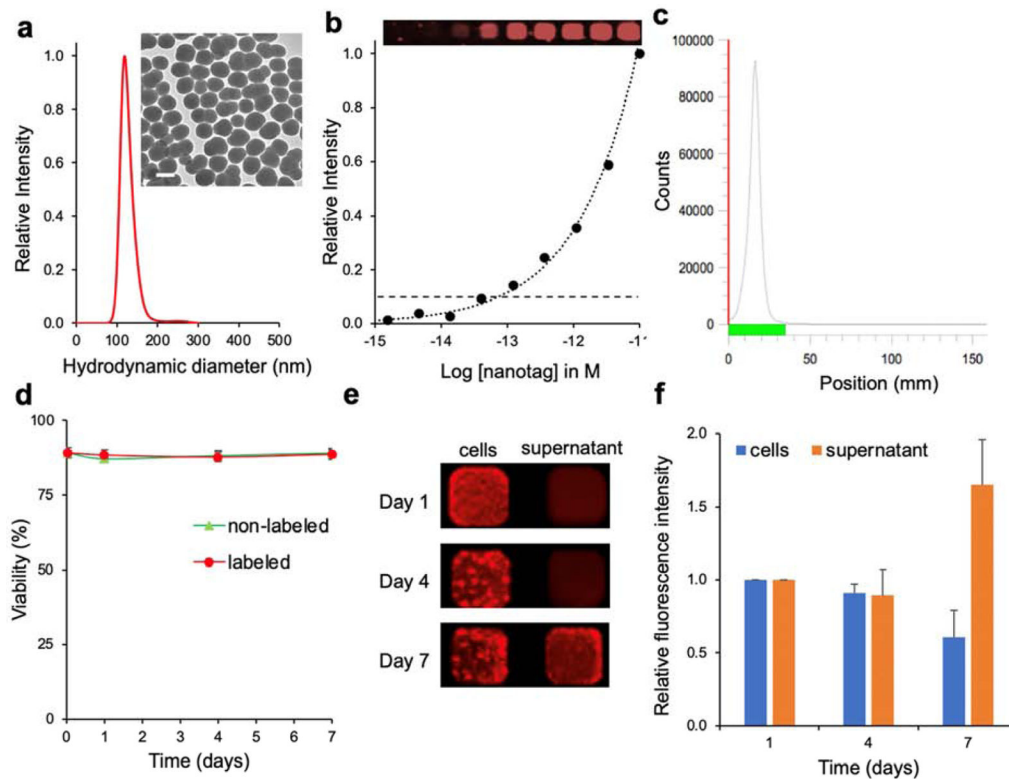 a
Relative Intensity
1.0
0.8
0.6
0.4
0.2
0.0
0 100 200 300 400 500
Hydrodynamic diameter (nm)
b
Relative Intensity
1.0
0.8
0.6
0.4
0.2
0.0
-15 -14 -13 -12 -1
Log [nanotag] in M
c
Counts
100000
80000
60000
40000
20000
0
0 50 100 150
Position (mm)
d
Viability (%)
100
75
50
25
0
non-labeled
labeled
0 1 2 3 4 5 6 7
Time (days)
e
cells supernatant
Day 1
Day 4
Day 7
f
Relative fluorescence intensity
2.0
1.5
1.0
0.5
0.0
cells supernatant
1 4 7
Time (days)